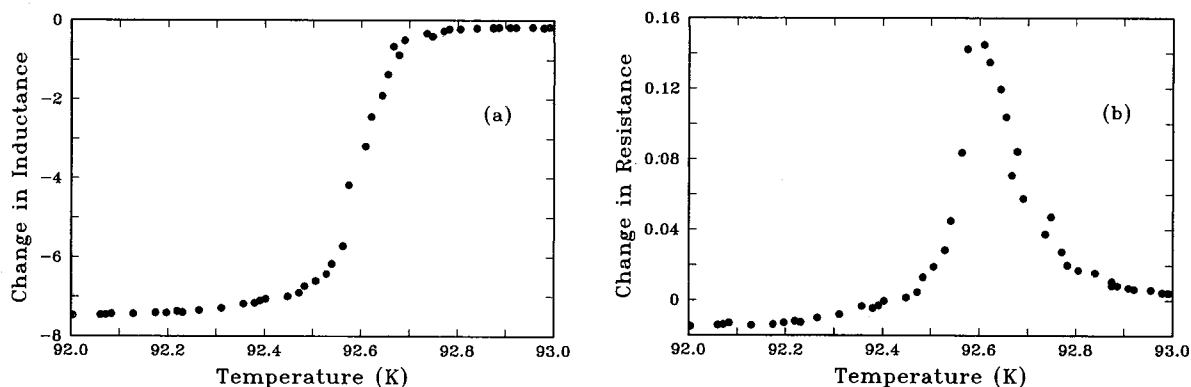 0
−2
−4
−6
−8
Change in Inductance
(a)
92.0 92.2 92.4 92.6 92.8 93.0
Temperature (K)
0.16
0.12
0.08
0.04
0
Change in Resistance
(b)
92.0 92.2 92.4 92.6 92.8 93.0
Temperature (K)